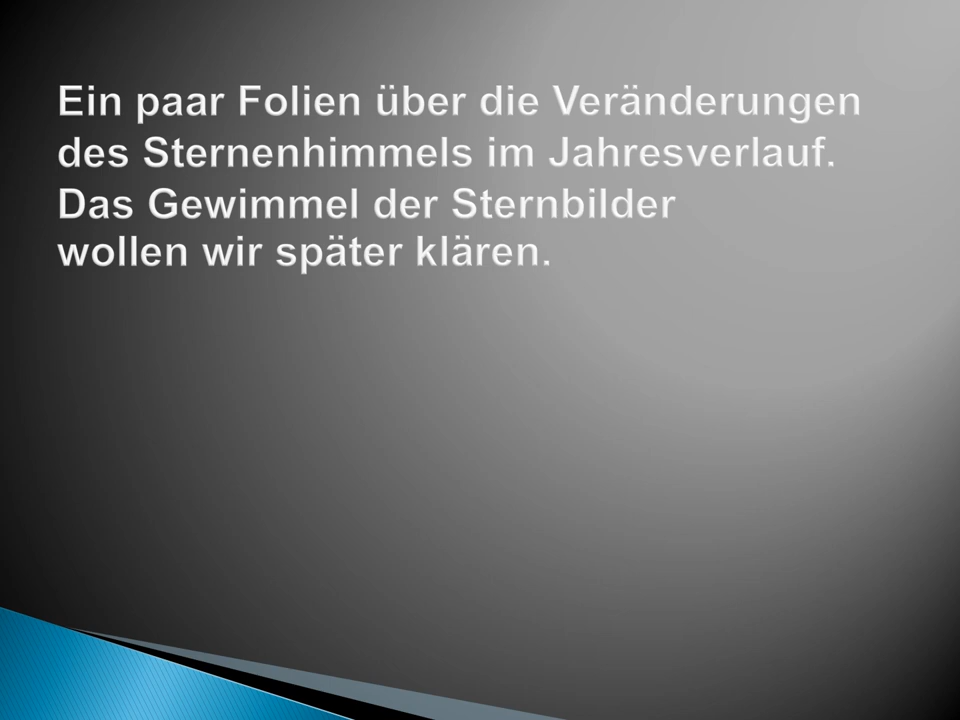 Ein paar Folien über die Veränderungen
des Sternenhimmels im Jahresverlauf.
Das Gewimmel der Sternbilder
wollen wir später klären.